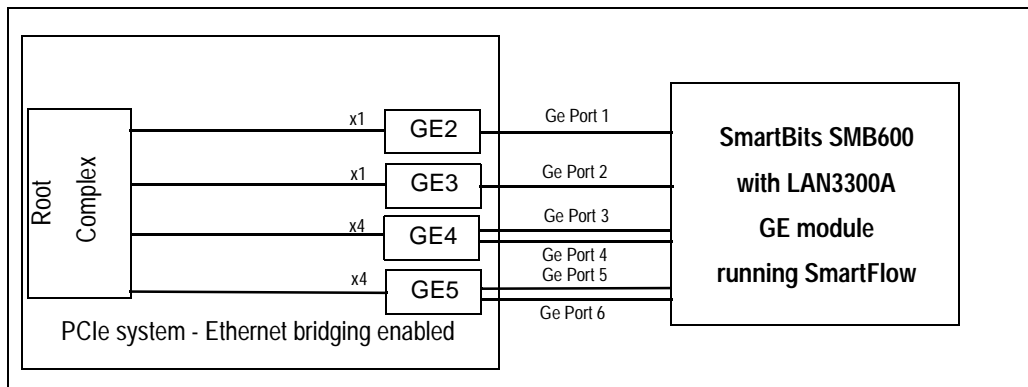 Root
Complex
x1
GE2
Ge Port 1
x1
GE3
Ge Port 2
x4
GE4
Ge Port 3
Ge Port 4
x4
GE5
Ge Port 5
Ge Port 6
PCIe system - Ethernet bridging enabled
SmartBits SMB600
with LAN3300A
GE module
running SmartFlow